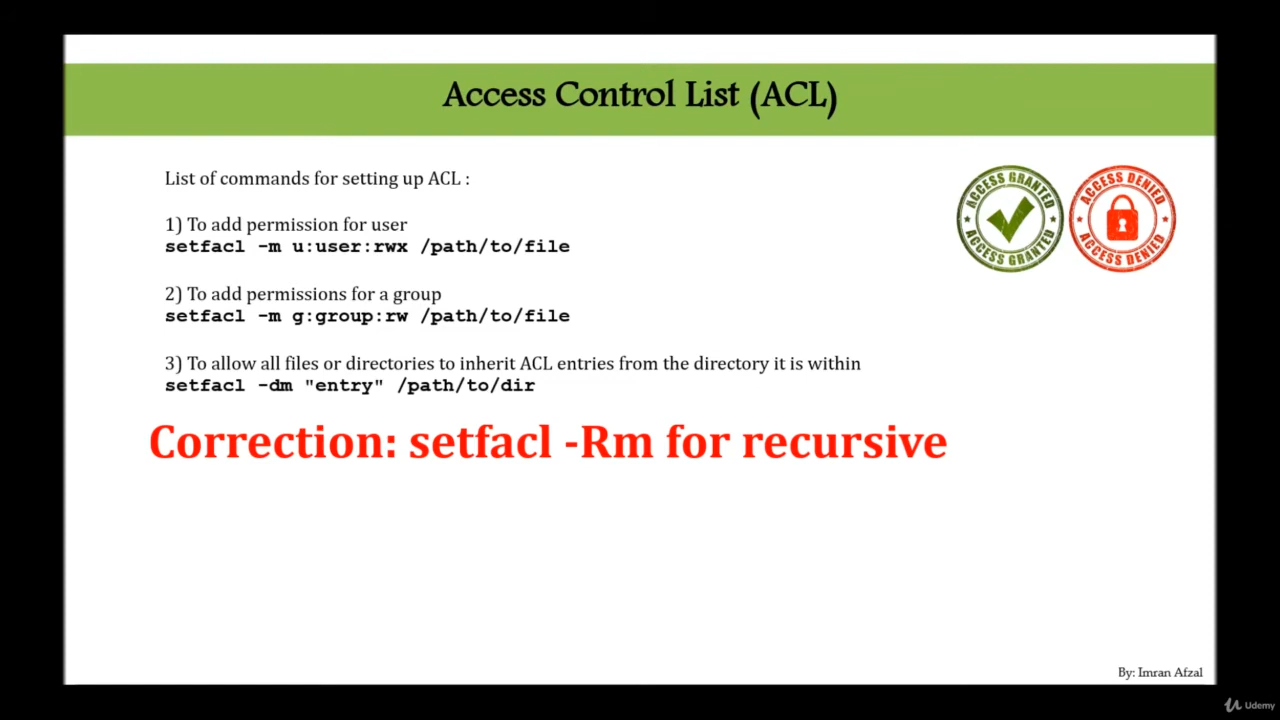 Access Control List (ACL)
List of commands for setting up ACL :
1) To add permission for user
setfacl -m u:user:rwx /path/to/file
2) To add permissions for a group
setfacl -m g:group:rw /path/to/file
3) To allow all files or directories to inherit ACL entries from the directory it is within
setfacl -dm "entry" /path/to/dir
Correction: setfacl -Rm for recursive
ACCESS GRANTED
ACCESS GRANTED
ACCESS DENIED
ACCESS DENIED
By: Imran Afzal
Udemy